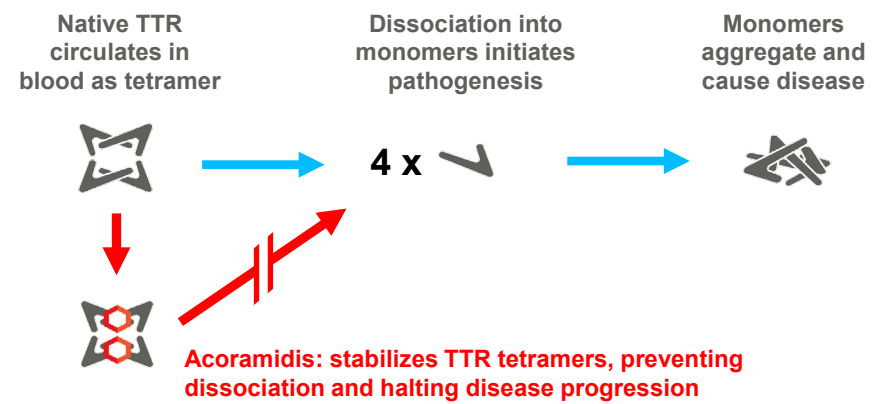 Native TTR
circulates in
blood as tetramer
Dissociation into
monomers initiates
pathogenesis
Monomers
aggregate and
cause disease
4 x
Acoramidis: stabilizes TTR tetramers, preventing
dissociation and halting disease progression